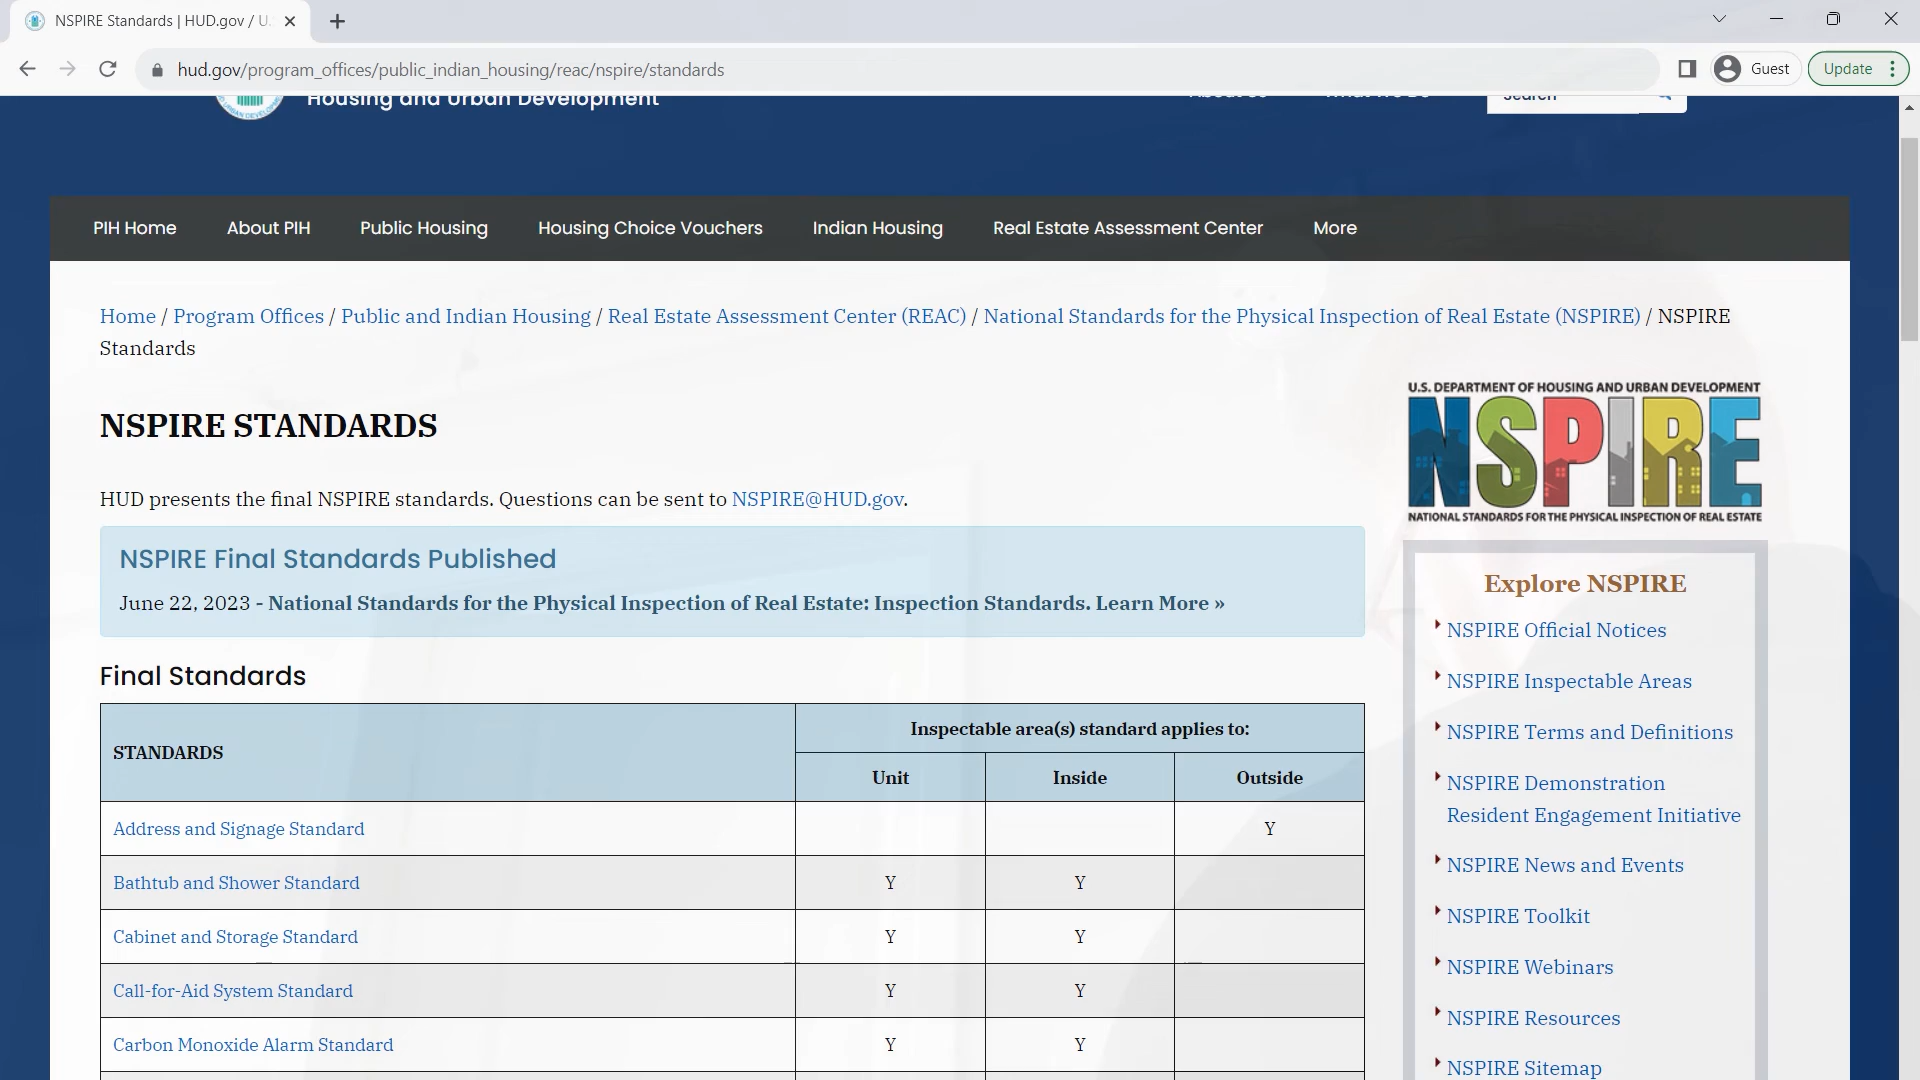 NSPIRE Standards | HUD.gov / U.
hud.gov/program_offices/public_indian_housing/reac/nspire/standards
Guest
Update
Housing and Urban Development
Search
PIH Home About PIH Public Housing Housing Choice Vouchers Indian Housing Real Estate Assessment Center More
Home / Program Offices / Public and Indian Housing / Real Estate Assessment Center (REAC) / National Standards for the Physical Inspection of Real Estate (NSPIRE) / NSPIRE
Standards
NSPIRE STANDARDS
HUD presents the final NSPIRE standards. Questions can be sent to NSPIRE@HUD.gov.
NSPIRE Final Standards Published
June 22, 2023 - National Standards for the Physical Inspection of Real Estate: Inspection Standards. Learn More »
Final Standards
STANDARDS
Inspectable area(s) standard applies to:
Unit Inside Outside
Address and Signage Standard Y
Bathtub and Shower Standard Y Y
Cabinet and Storage Standard Y Y
Call-for-Aid System Standard Y Y
Carbon Monoxide Alarm Standard Y Y
U.S. DEPARTMENT OF HOUSING AND URBAN DEVELOPMENT
NSPIRE
NATIONAL STANDARDS FOR THE PHYSICAL INSPECTION OF REAL ESTATE
Explore NSPIRE
NSPIRE Official Notices
NSPIRE Inspectable Areas
NSPIRE Terms and Definitions
NSPIRE Demonstration
Resident Engagement Initiative
NSPIRE News and Events
NSPIRE Toolkit
NSPIRE Webinars
NSPIRE Resources
NSPIRE Sitemap